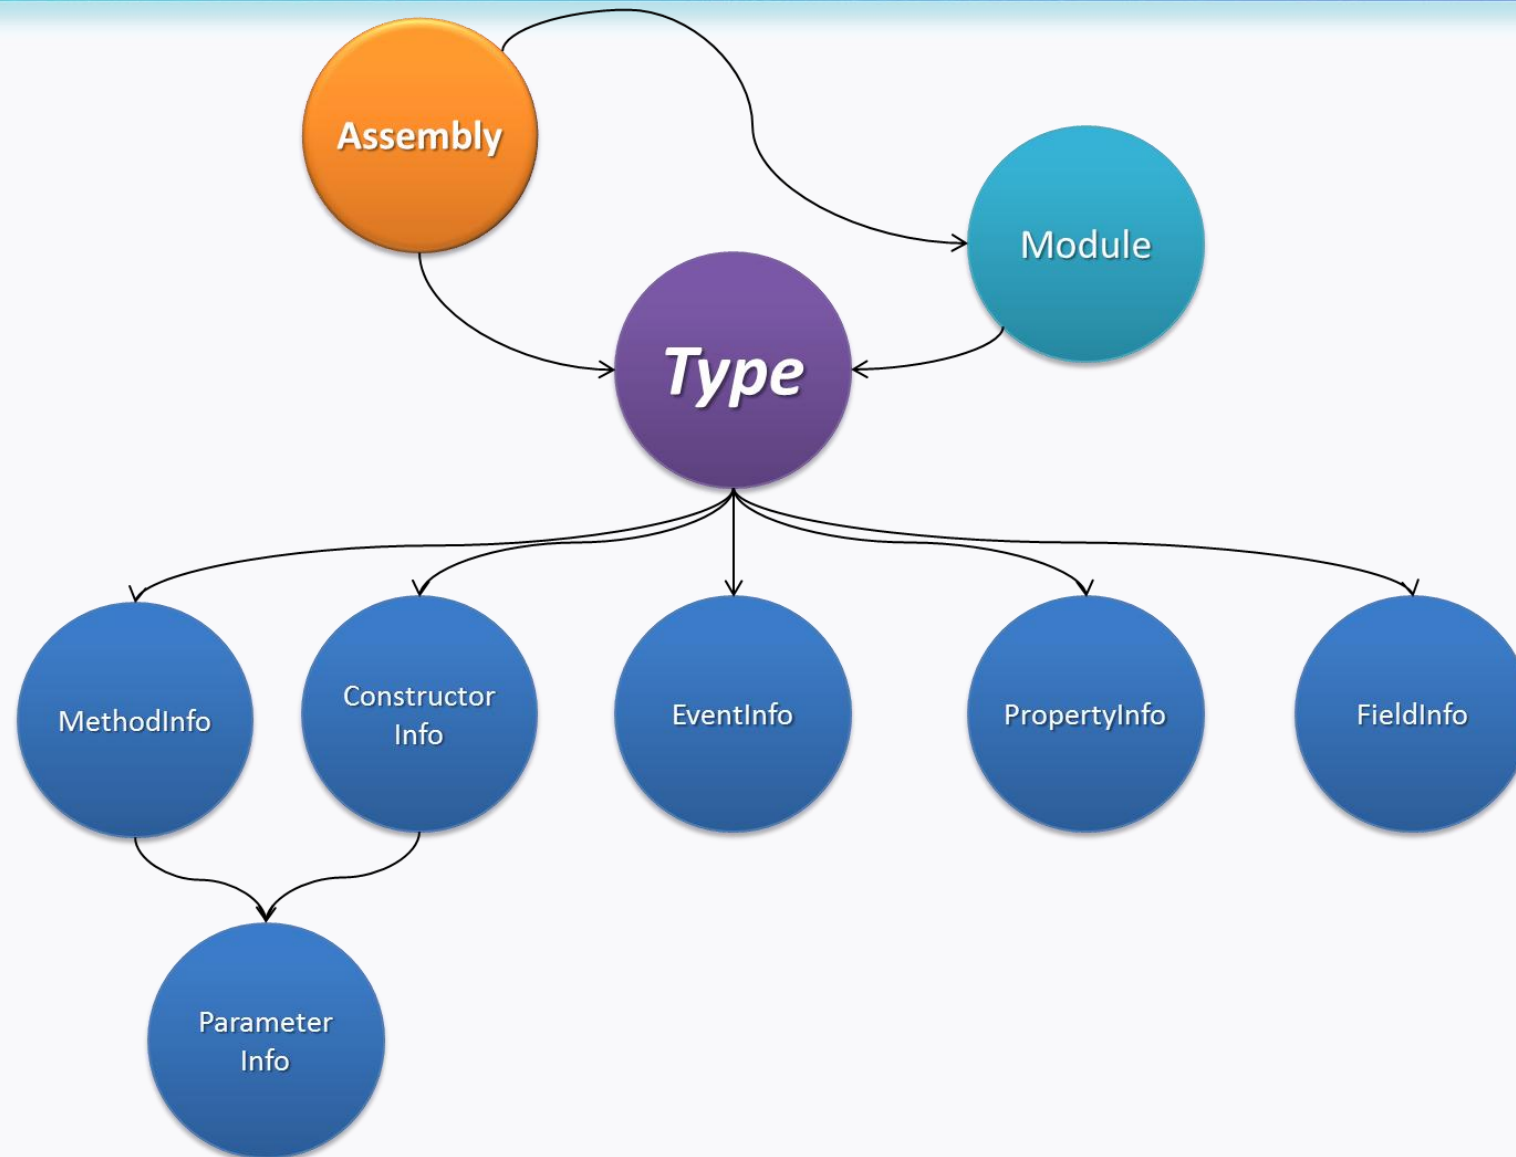 Assembly
Module
Type
MethodInfo
Constructor
Info
EventInfo
PropertyInfo
FieldInfo
Parameter
Info